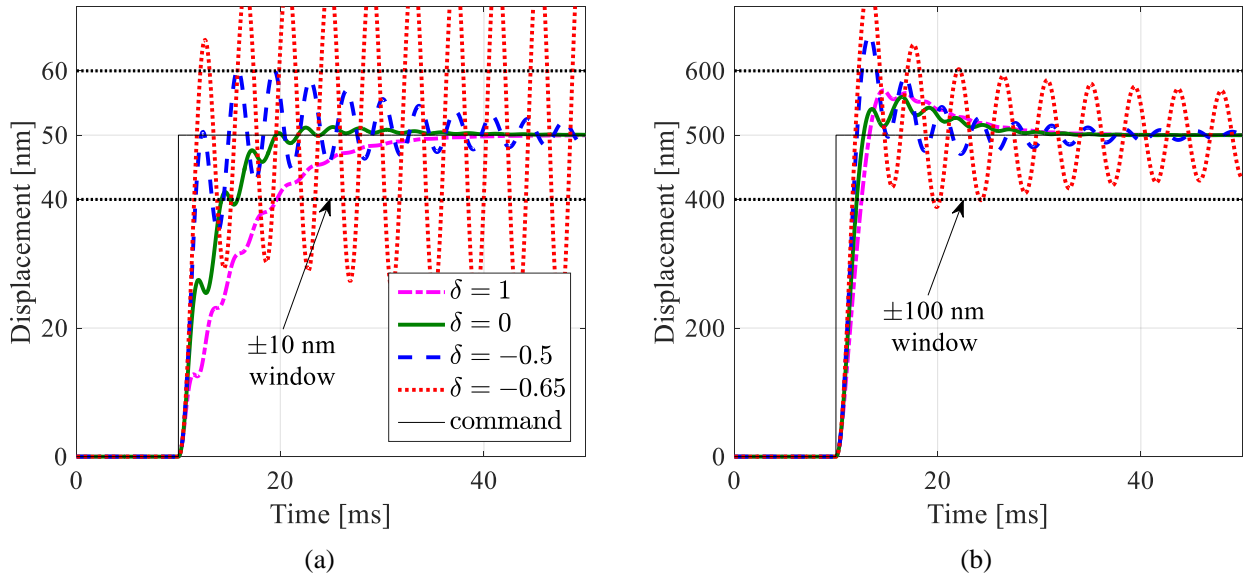 Displacement [nm]
60
50
40
20
0
±10 nm
window
δ = 1
δ = 0
δ = −0.5
δ = −0.65
command
0
20
40
Time [ms]
(a)
Displacement [nm]
600
500
400
200
0
±100 nm
window
0
20
40
Time [ms]
(b)